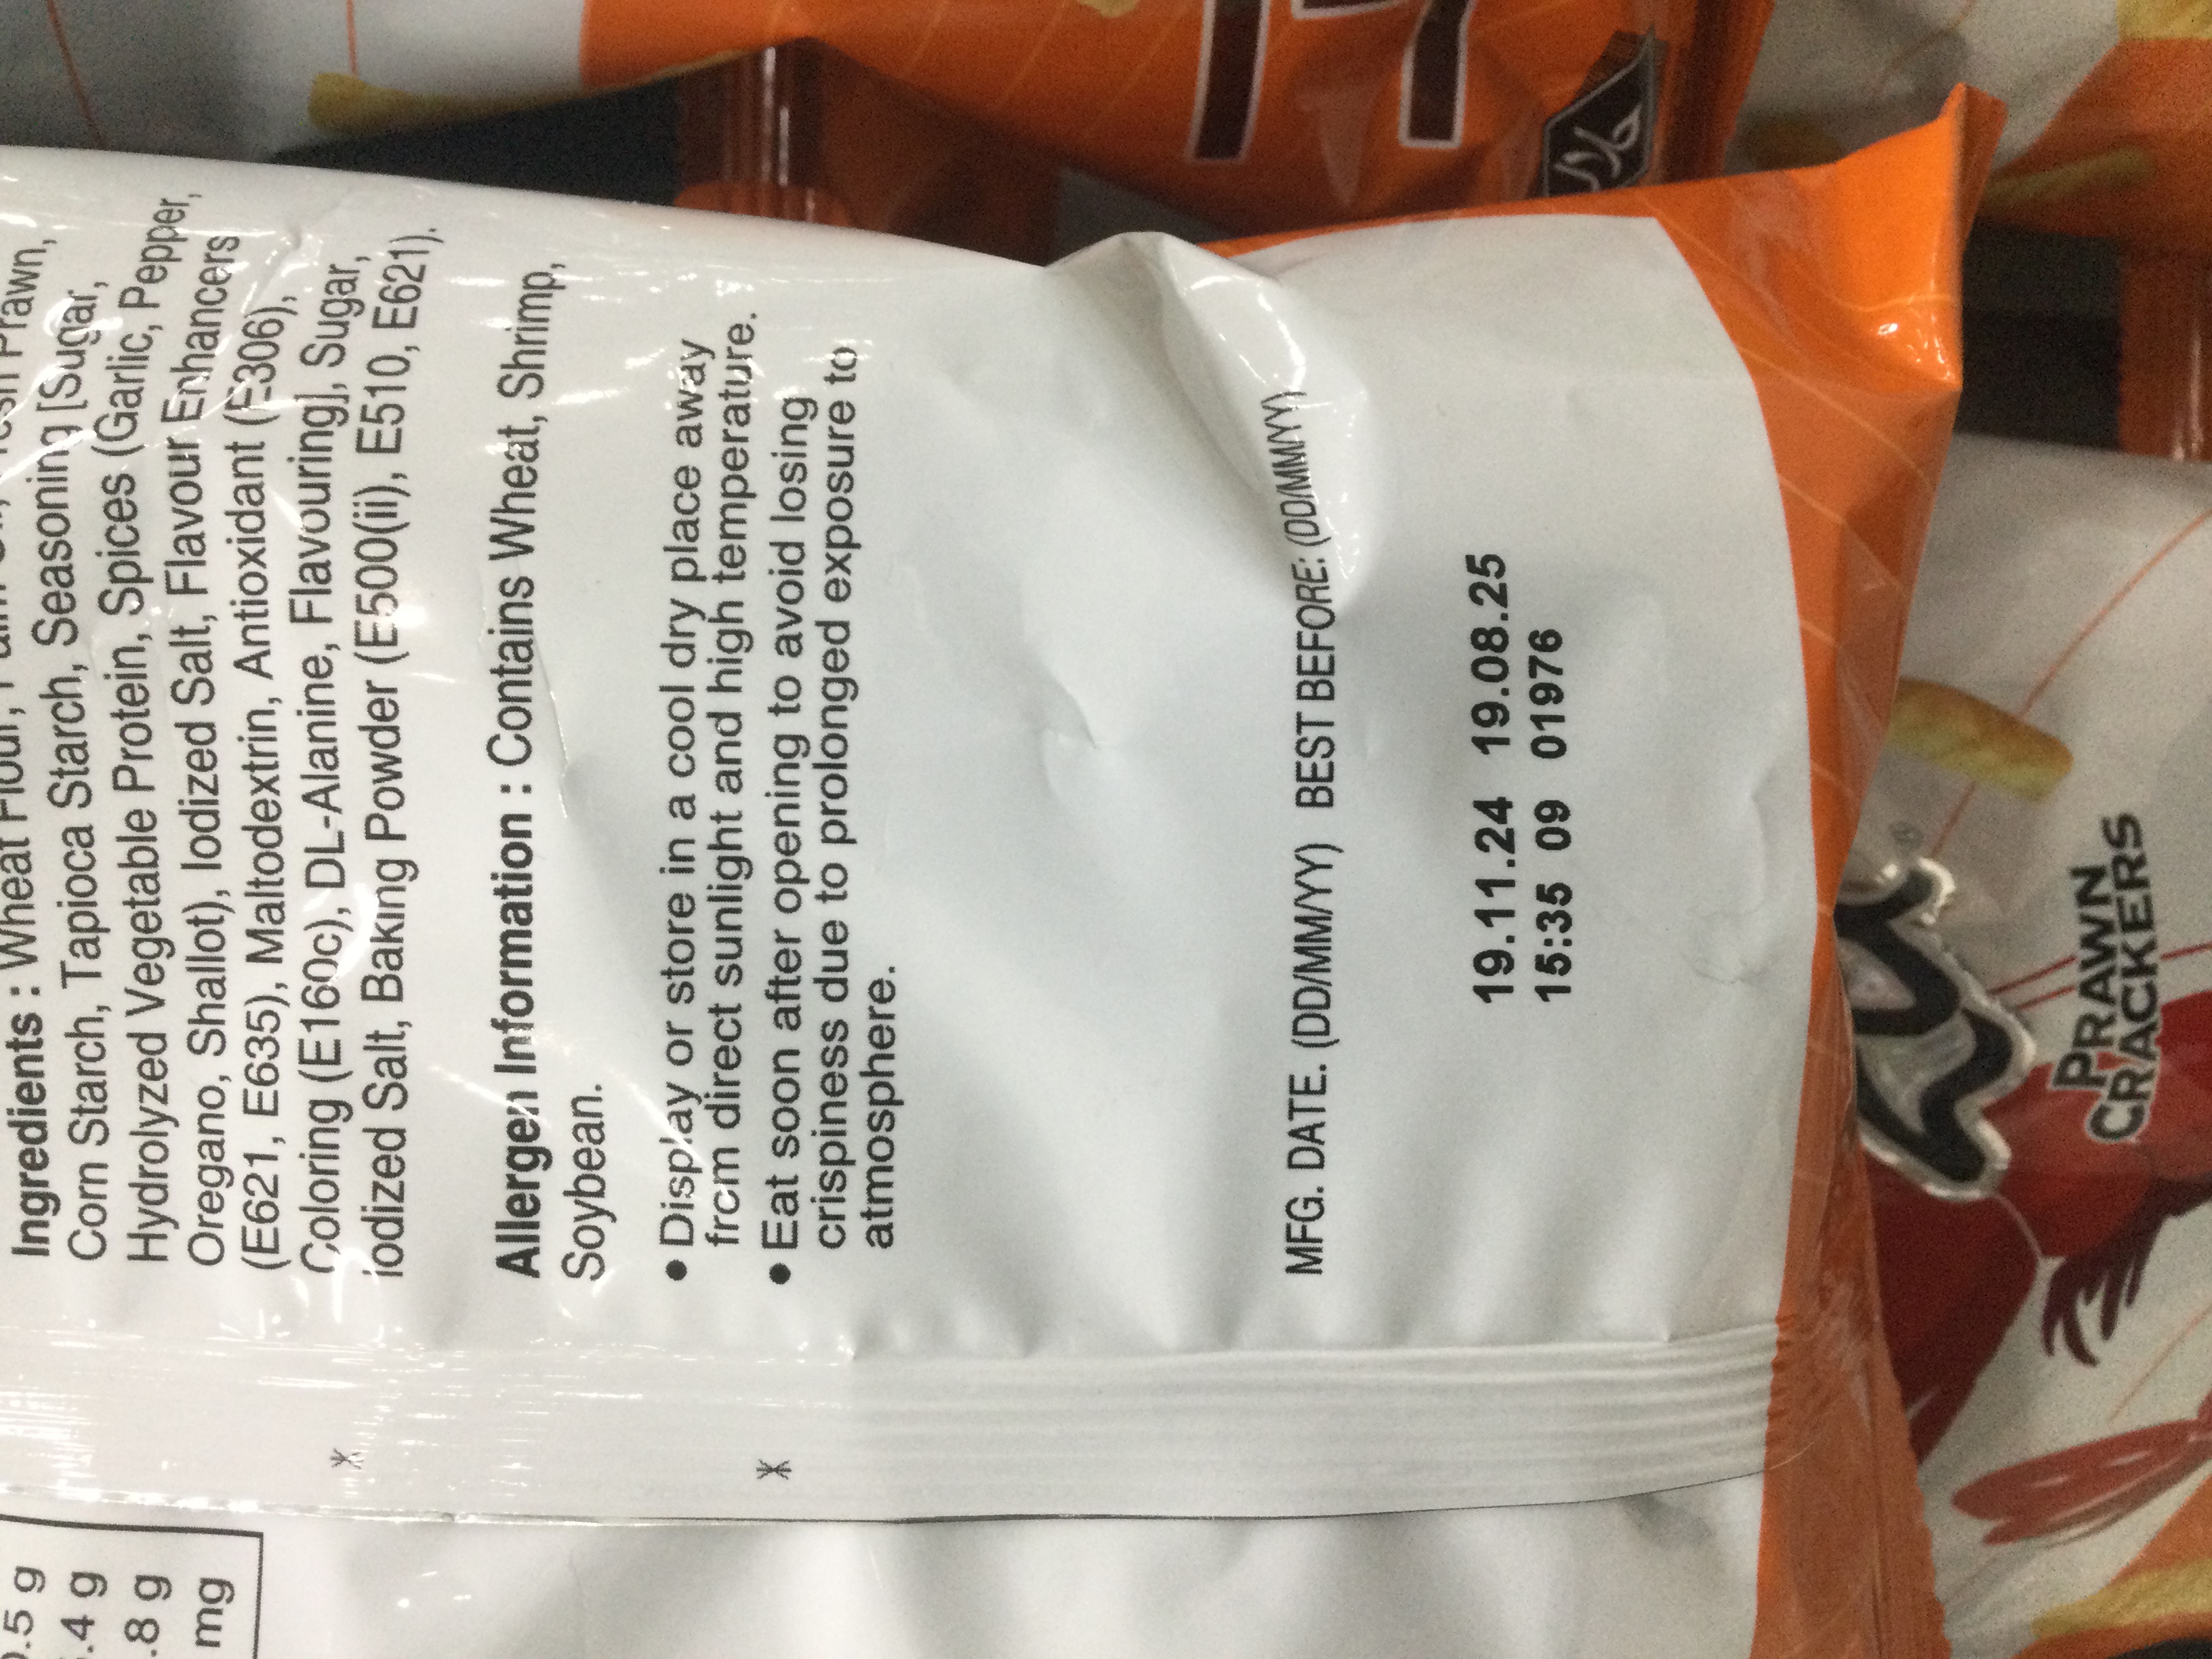 Ingredients : Wheat Flour, Prawn,
Corn Starch, Tapioca Starch, Seasoning [Sugar,
Hydrolyzed Vegetable Protein, Spices (Garlic, Pepper,
Oregano, Shallot), Iodized Salt, Flavour Enhancers
(E621, E635), Maltodextrin, Antioxidant (E306),
Coloring (E160c), DL-Alanine, Flavouring], Sugar,
iodized Salt, Baking Powder (E500(ii), E510, E621).
Allergen Information : Contains Wheat, Shrimp,
Soybean.
• Display or store in a cool dry place away
from direct sunlight and high temperature.
• Eat soon after opening to avoid losing
crispiness due to prolonged exposure to
atmosphere.
MFG. DATE. (DD/MM/YY) BEST BEFORE: (DD/MM/YY)
19.11.24 19.08.25
15:35 09 01976
.5 g
.4 g
.8 g
mg
PRAWN
CRACKERS